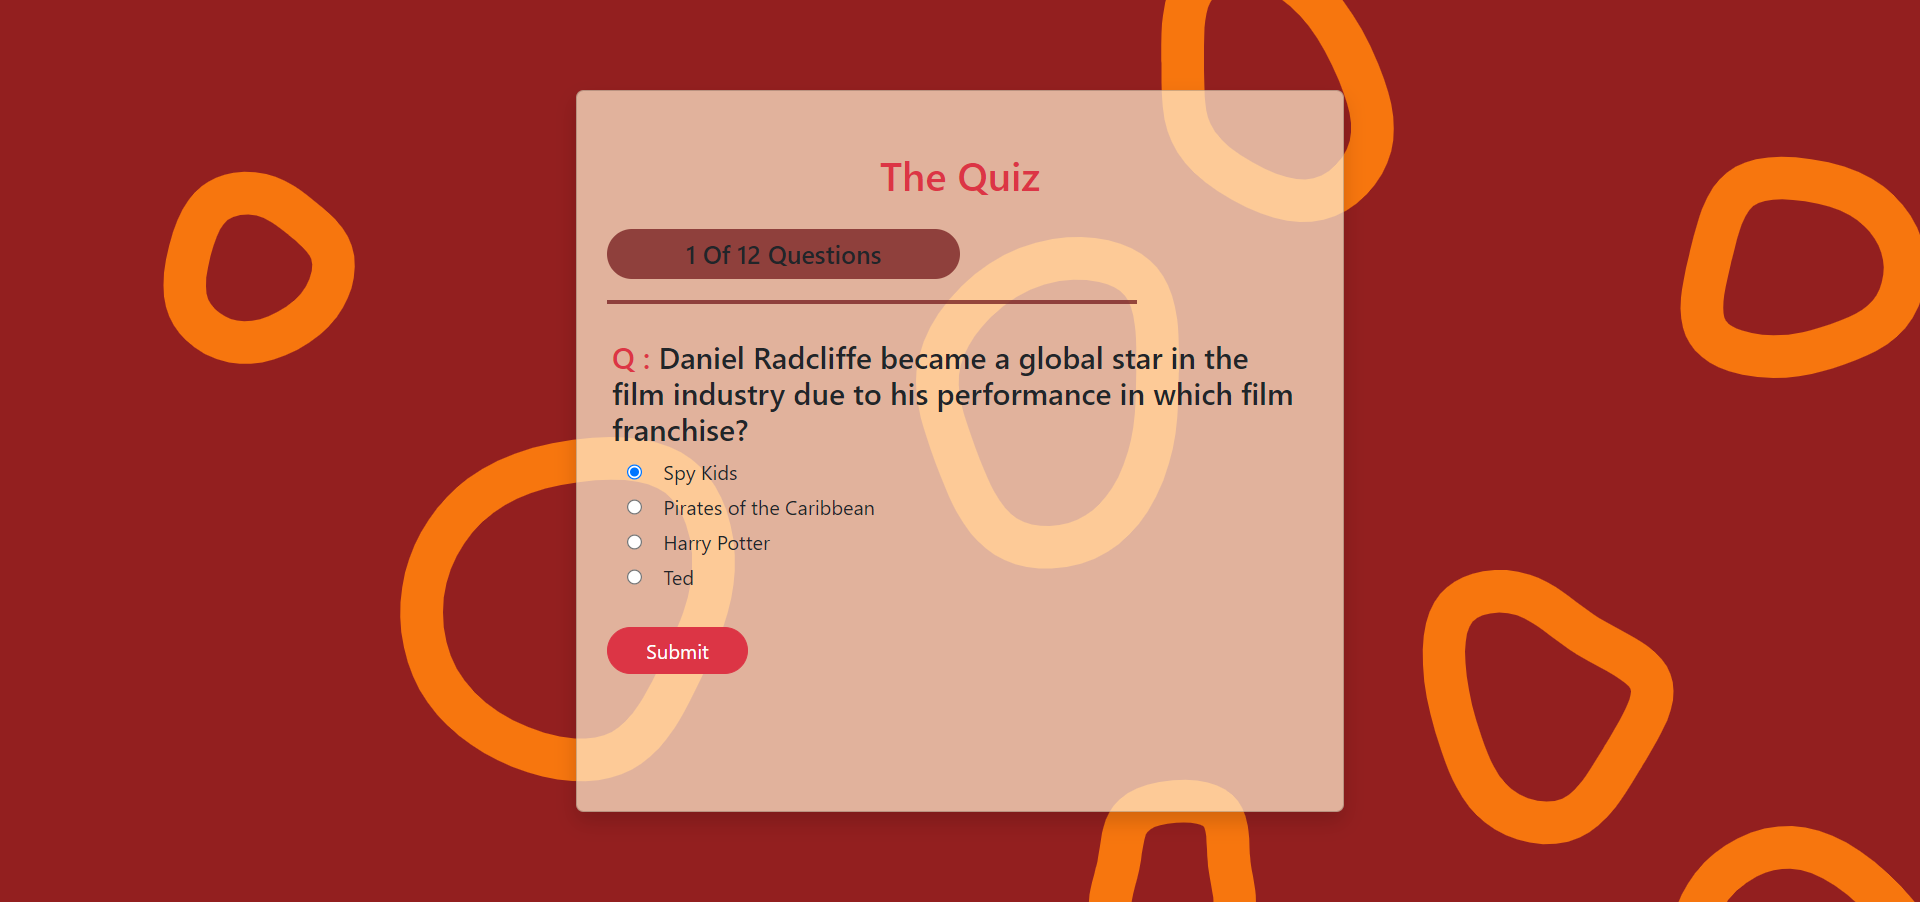 The Quiz
1 Of 12 Questions
Q : Daniel Radcliffe became a global star in the
film industry due to his performance in which film
franchise?
Spy Kids
Pirates of the Caribbean
Harry Potter
Ted
Submit